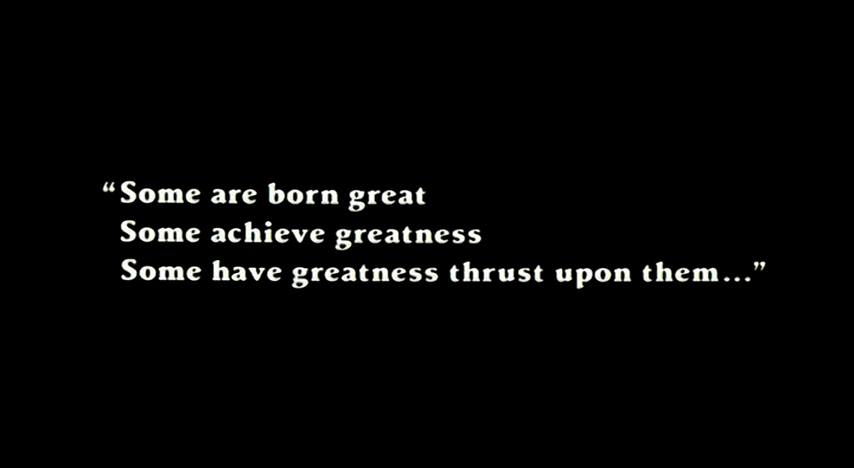 “Some are born great
Some achieve greatness
Some have greatness thrust upon them...”